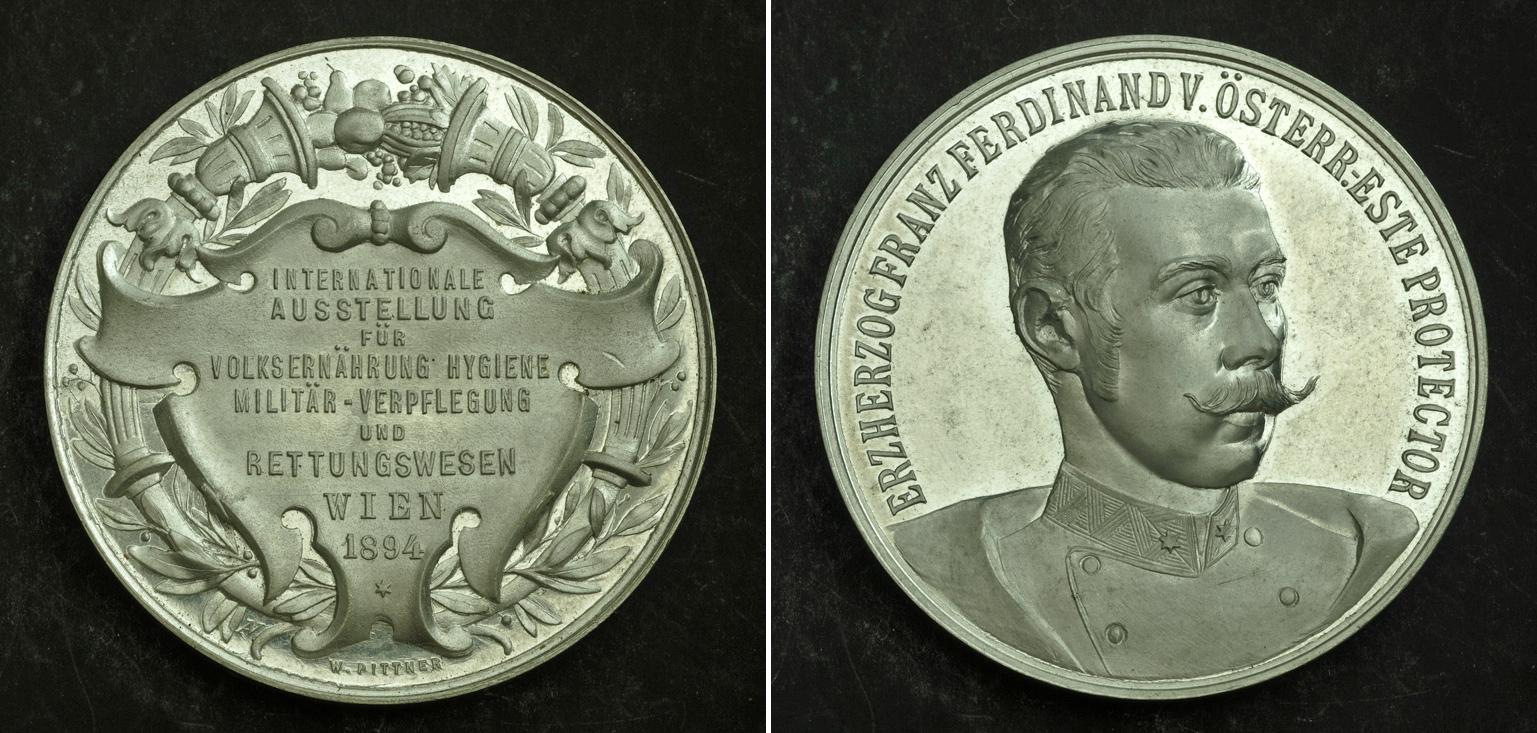 INTERNATIONALE
AUSSTELLUNG
FÜR
VOLKSERNÄHRUNG HYGIENE
MILITÄR-VERPFLEGUNG
UND
RETTUNGSWESEN
WIEN
1894
W. PITTNER
ERZHERZOG FRANZ FERDINAND V. ÖSTERR.-ESTE PROTECTOR